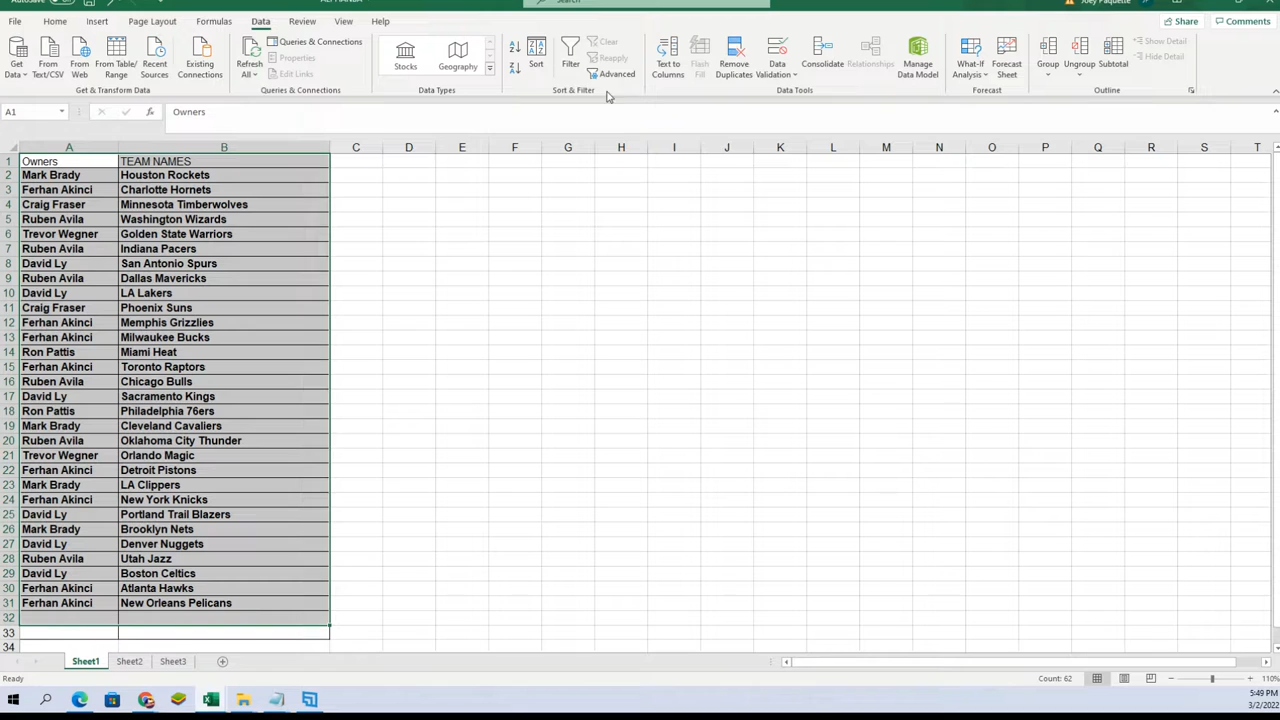 AutoSave Off
ALPHANBA
Search
Joey Paquette
File Home Insert Page Layout Formulas Data Review View Help
Share Comments
Get Data From Text/CSV From Web From Table/Range Recent Sources Existing Connections
Refresh All Queries & Connections
Properties
Edit Links
Stocks Geography
Sort Filter Clear
Reapply
Advanced
Text to Columns Flash Fill Remove Duplicates Data Validation Consolidate Relationships Manage Data Model
What-If Analysis Forecast Sheet
Group Ungroup Subtotal Show Detail
Hide Detail
Get & Transform Data Queries & Connections Data Types Sort & Filter Data Tools Forecast Outline
A1 fx Owners
A B C D E F G H I J K L M N O P Q R S T
1 Owners TEAM NAMES
2 Mark Brady Houston Rockets
3 Ferhan Akinci Charlotte Hornets
4 Craig Fraser Minnesota Timberwolves
5 Ruben Avila Washington Wizards
6 Trevor Wegner Golden State Warriors
7 Ruben Avila Indiana Pacers
8 David Ly San Antonio Spurs
9 Ruben Avila Dallas Mavericks
10 David Ly LA Lakers
11 Craig Fraser Phoenix Suns
12 Ferhan Akinci Memphis Grizzlies
13 Ferhan Akinci Milwaukee Bucks
14 Ron Pattis Miami Heat
15 Ferhan Akinci Toronto Raptors
16 Ruben Avila Chicago Bulls
17 David Ly Sacramento Kings
18 Ron Pattis Philadelphia 76ers
19 Mark Brady Cleveland Cavaliers
20 Ruben Avila Oklahoma City Thunder
21 Trevor Wegner Orlando Magic
22 Ferhan Akinci Detroit Pistons
23 Mark Brady LA Clippers
24 Ferhan Akinci New York Knicks
25 David Ly Portland Trail Blazers
26 Mark Brady Brooklyn Nets
27 David Ly Denver Nuggets
28 Ruben Avila Utah Jazz
29 David Ly Boston Celtics
30 Ferhan Akinci Atlanta Hawks
31 Ferhan Akinci New Orleans Pelicans
32
33
34
Sheet1 Sheet2 Sheet3
Ready Count: 62 110%
5:49 PM
3/2/2022